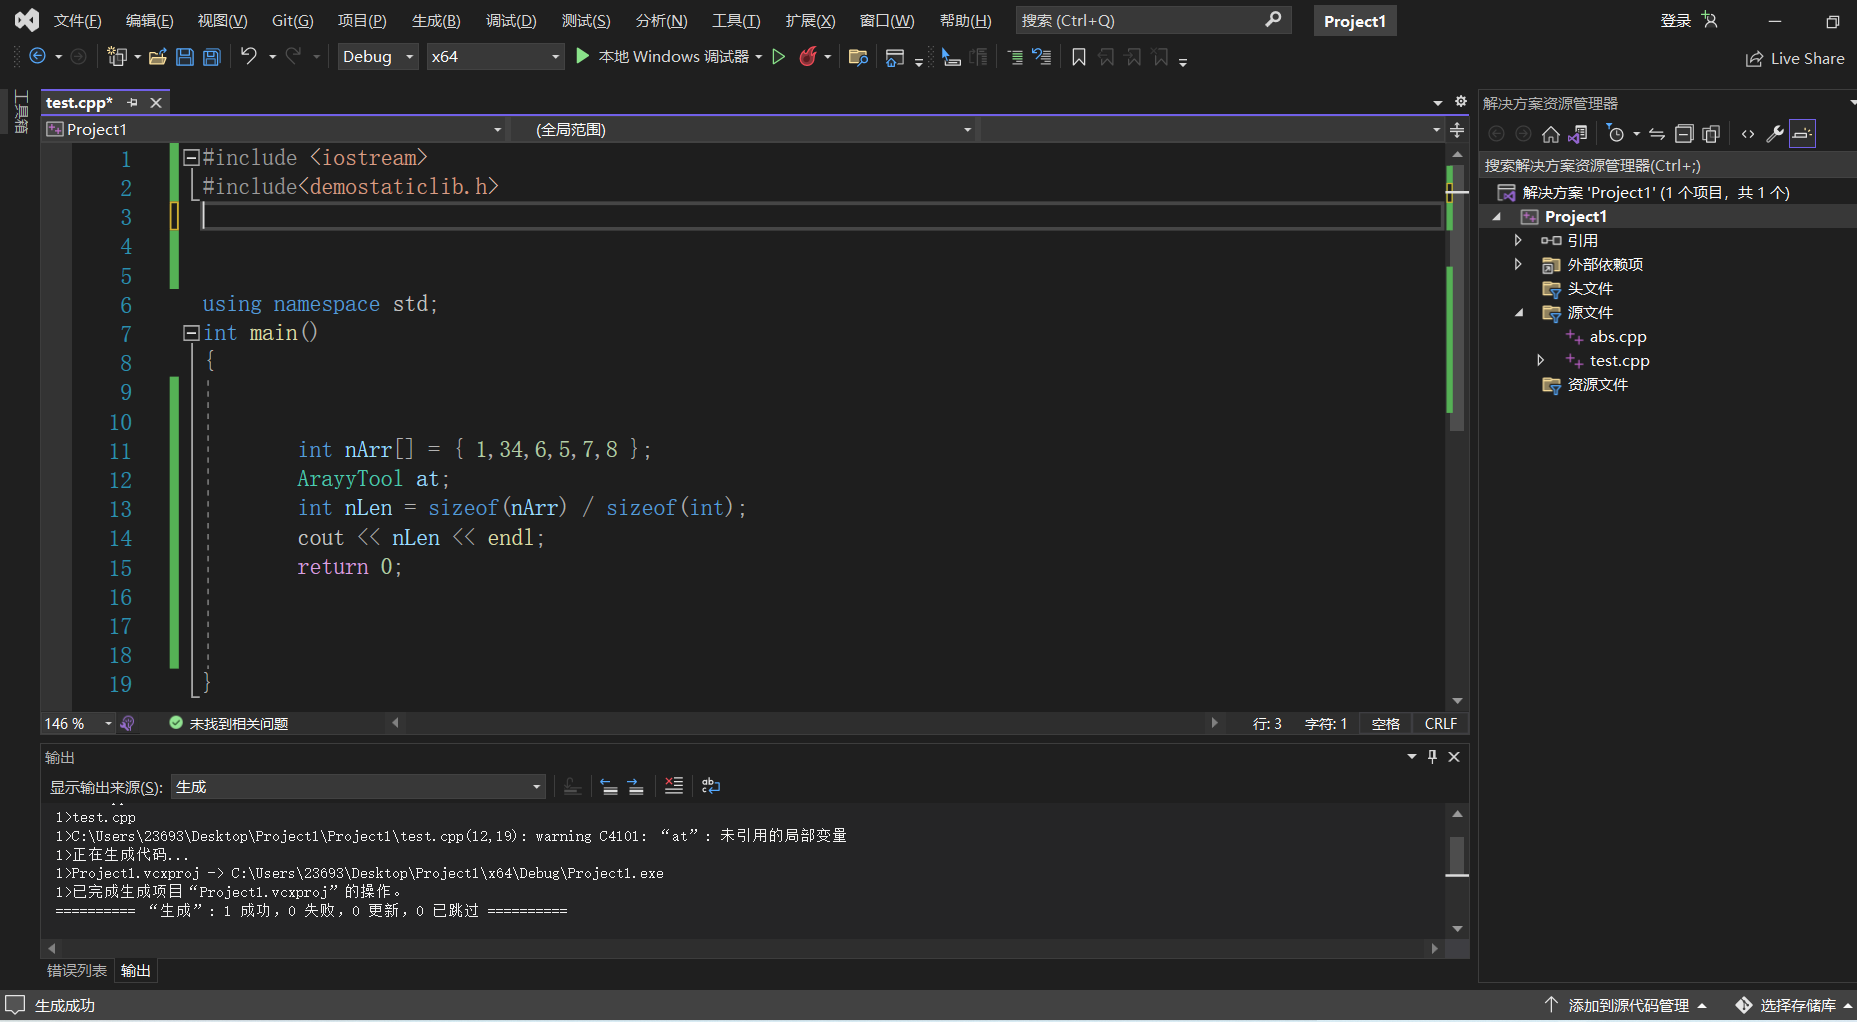 文件(F) 编辑(E) 视图(V) Git(G) 项目(P) 生成(B) 调试(D) 测试(S) 分析(N) 工具(T) 扩展(X) 窗口(W) 帮助(H) 搜索 (Ctrl+Q) Project1 登录
Debug x64 本地 Windows 调试器 Live Share
工具箱
test.cpp*
Project1 (全局范围)
1 #include <iostream>
2 #include<demostaticlib.h>
3
4
5
6 using namespace std;
7 int main()
8 {
9
10
11 int nArr[] = { 1,34,6,5,7,8 };
12 ArayyTool at;
13 int nLen = sizeof(nArr) / sizeof(int);
14 cout << nLen << endl;
15 return 0;
16
17
18
19 }
146 % 未找到相关问题 行: 3 字符: 1 空格 CRLF
输出
显示输出来源(S): 生成
1>test.cpp
1>C:\Users\23693\Desktop\Project1\Project1\test.cpp(12,19): warning C4101: “at”: 未引用的局部变量
1>正在生成代码...
1>Project1.vcxproj -> C:\Users\23693\Desktop\Project1\x64\Debug\Project1.exe
1>已完成生成项目“Project1.vcxproj”的操作。
========== “生成”: 1 成功，0 失败，0 更新，0 已跳过 ==========
错误列表 输出
解决方案资源管理器
搜索解决方案资源管理器(Ctrl+;)
解决方案 'Project1' (1 个项目，共 1 个)
Project1
引用
外部依赖项
头文件
源文件
abs.cpp
test.cpp
资源文件
生成成功 添加到源代码管理 选择存储库